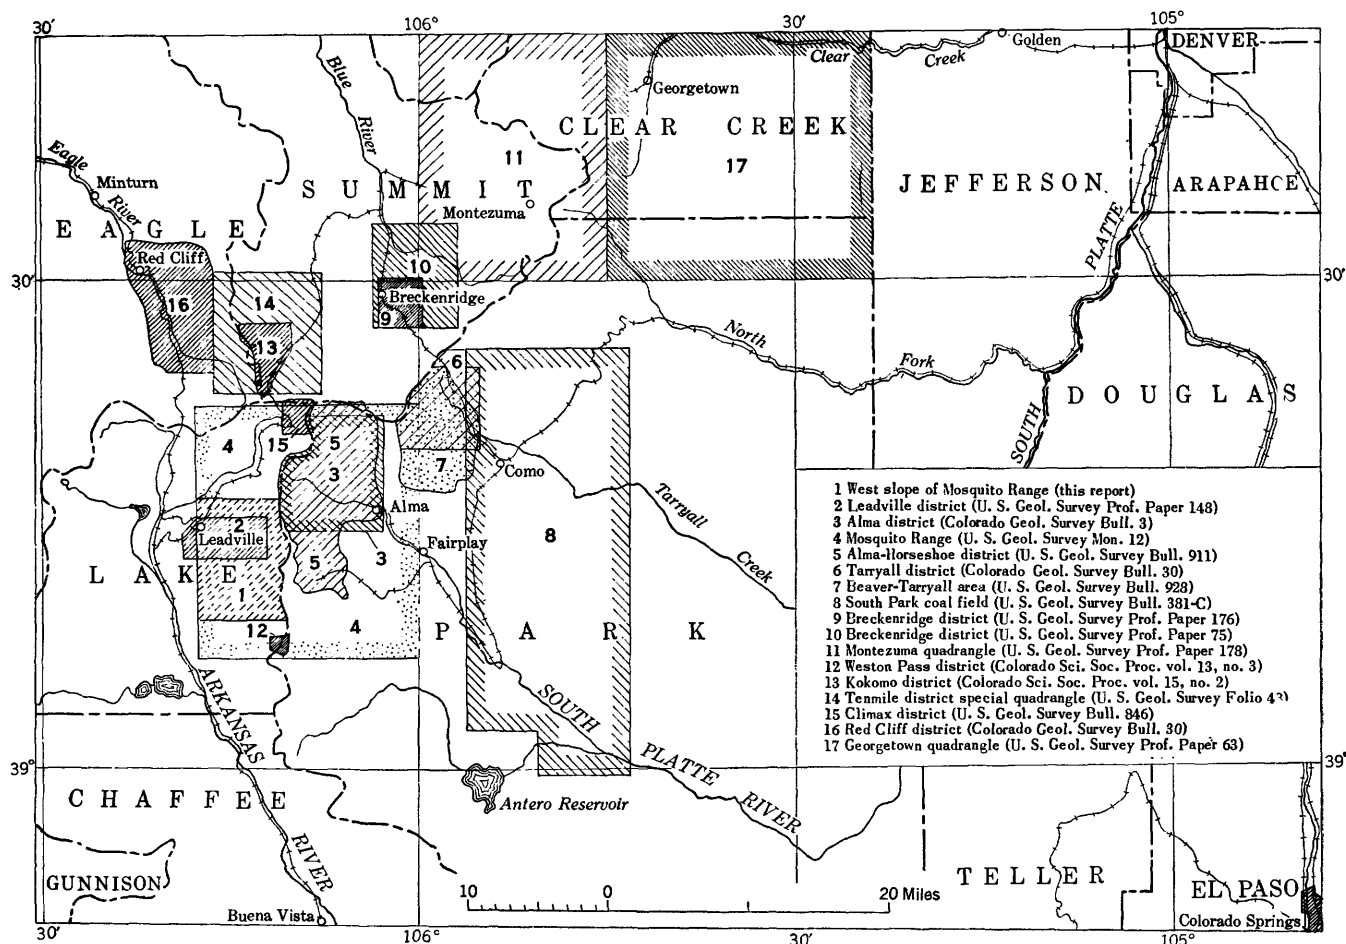 30'
106°
30'
105°
Blue
River
Clear
Creek
Golden
DENVER
Georgetown
CLEAR CREEK
11
17
Eagle
River
Minturn
SUMMIT
JEFFERSON
ARAPAHCE
Montezuma
EAGLE
PLATTE
Red Cliff
10
30'
30'
16
14
Breckenridge
9
13
North
Fork
6
DOUGLAS
4
15
5
7
Como
SOUTH
3
Alma
Tarryall
Creek
2
Leadville
Fairplay
8
5
3
LAKE
1
12
4
PARK
1 West slope of Mosquito Range (this report)
2 Leadville district (U. S. Geol. Survey Prof. Paper 148)
3 Alma district (Colorado Geol. Survey Bull. 3)
4 Mosquito Range (U. S. Geol. Survey Mon. 12)
5 Alma-Horseshoe district (U. S. Geol. Survey Bull. 911)
6 Tarryall district (Colorado Geol. Survey Bull. 30)
7 Beaver-Tarryall area (U. S. Geol. Survey Bull. 928)
8 South Park coal field (U. S. Geol. Survey Bull. 381-C)
9 Breckenridge district (U. S. Geol. Survey Prof. Paper 176)
10 Breckenridge district (U. S. Geol. Survey Prof. Paper 75)
11 Montezuma quadrangle (U. S. Geol. Survey Prof. Paper 178)
12 Weston Pass district (Colorado Sci. Soc. Proc. vol. 13, no. 3)
13 Kokomo district (Colorado Sci. Soc. Proc. vol. 15, no. 2)
14 Tenmile district special quadrangle (U. S. Geol. Survey Folio 43)
15 Climax district (U. S. Geol. Survey Bull. 846)
16 Red Cliff district (Colorado Geol. Survey Bull. 30)
17 Georgetown quadrangle (U. S. Geol. Survey Prof. Paper 63)
ARKANSAS
RIVER
SOUTH
PLATTE
RIVER
39°
39°
CHAFFEE
Antero Reservoir
GUNNISON
TELLER
EL PASO
10 0 20 Miles
Buena Vista
Colorado Springs
30'
106°
30'
105°